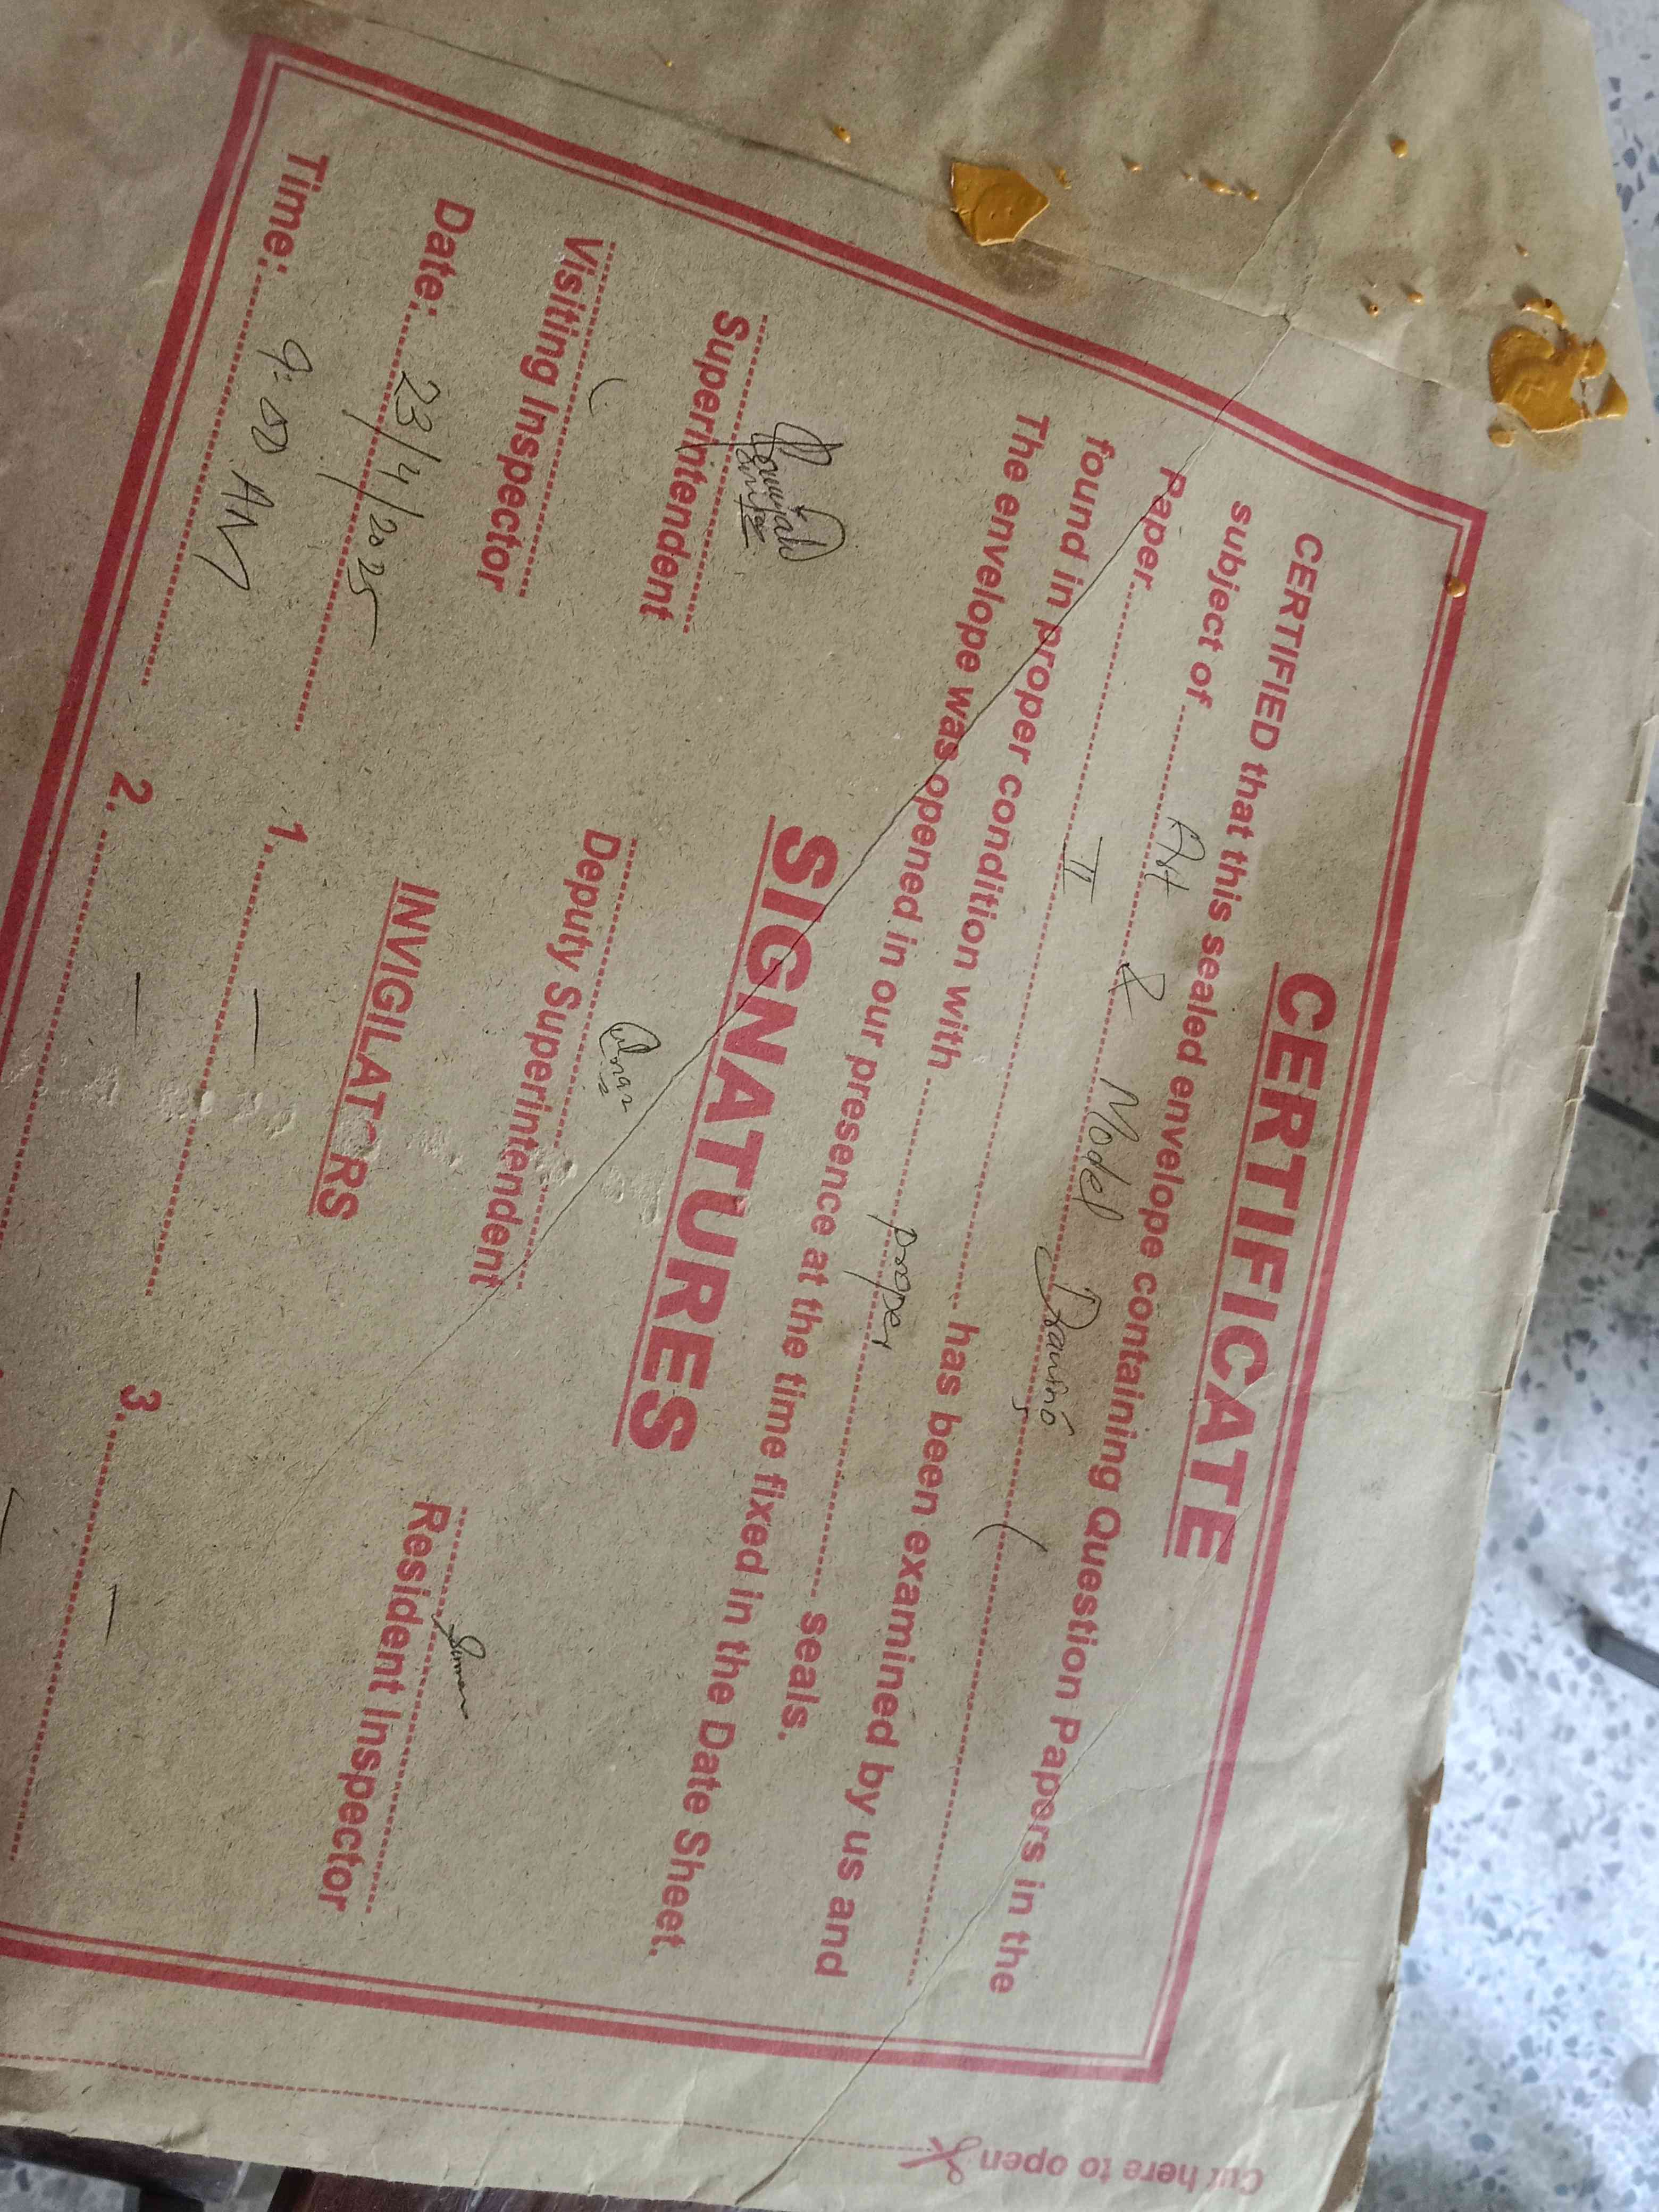 CERTIFICATE
CERTIFIED that this sealed envelope containing Question Papers in the
subject of Art & Model Drawing
Paper II
found in proper condition with has been examined by us and
proper seals.
The envelope was opened in our presence at the time fixed in the Date Sheet.
SIGNATURES
Superintendent
Deputy Superintendent
Resident Inspector
Visiting Inspector
INVIGILATORS
Date: 23/4/2025
1. —
Time: 9:00 AM
2. —
3. —
Cut here to open